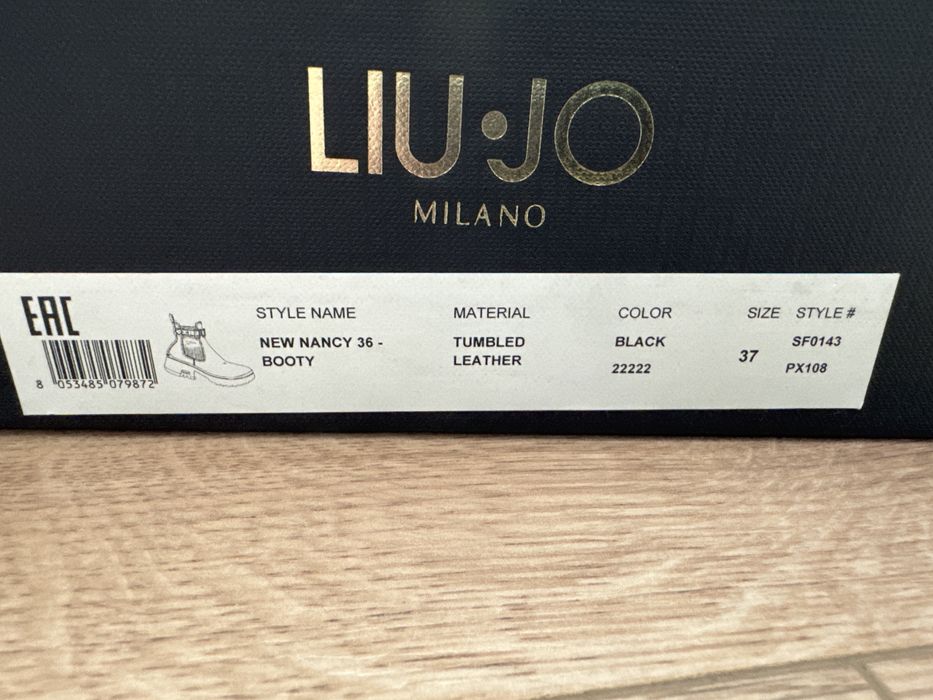 LIU·JO
MILANO
EAC
8 053485 079872
STYLE NAME
NEW NANCY 36 -
BOOTY
MATERIAL
TUMBLED
LEATHER
COLOR
BLACK
22222
SIZE
37
STYLE #
SF0143
PX108